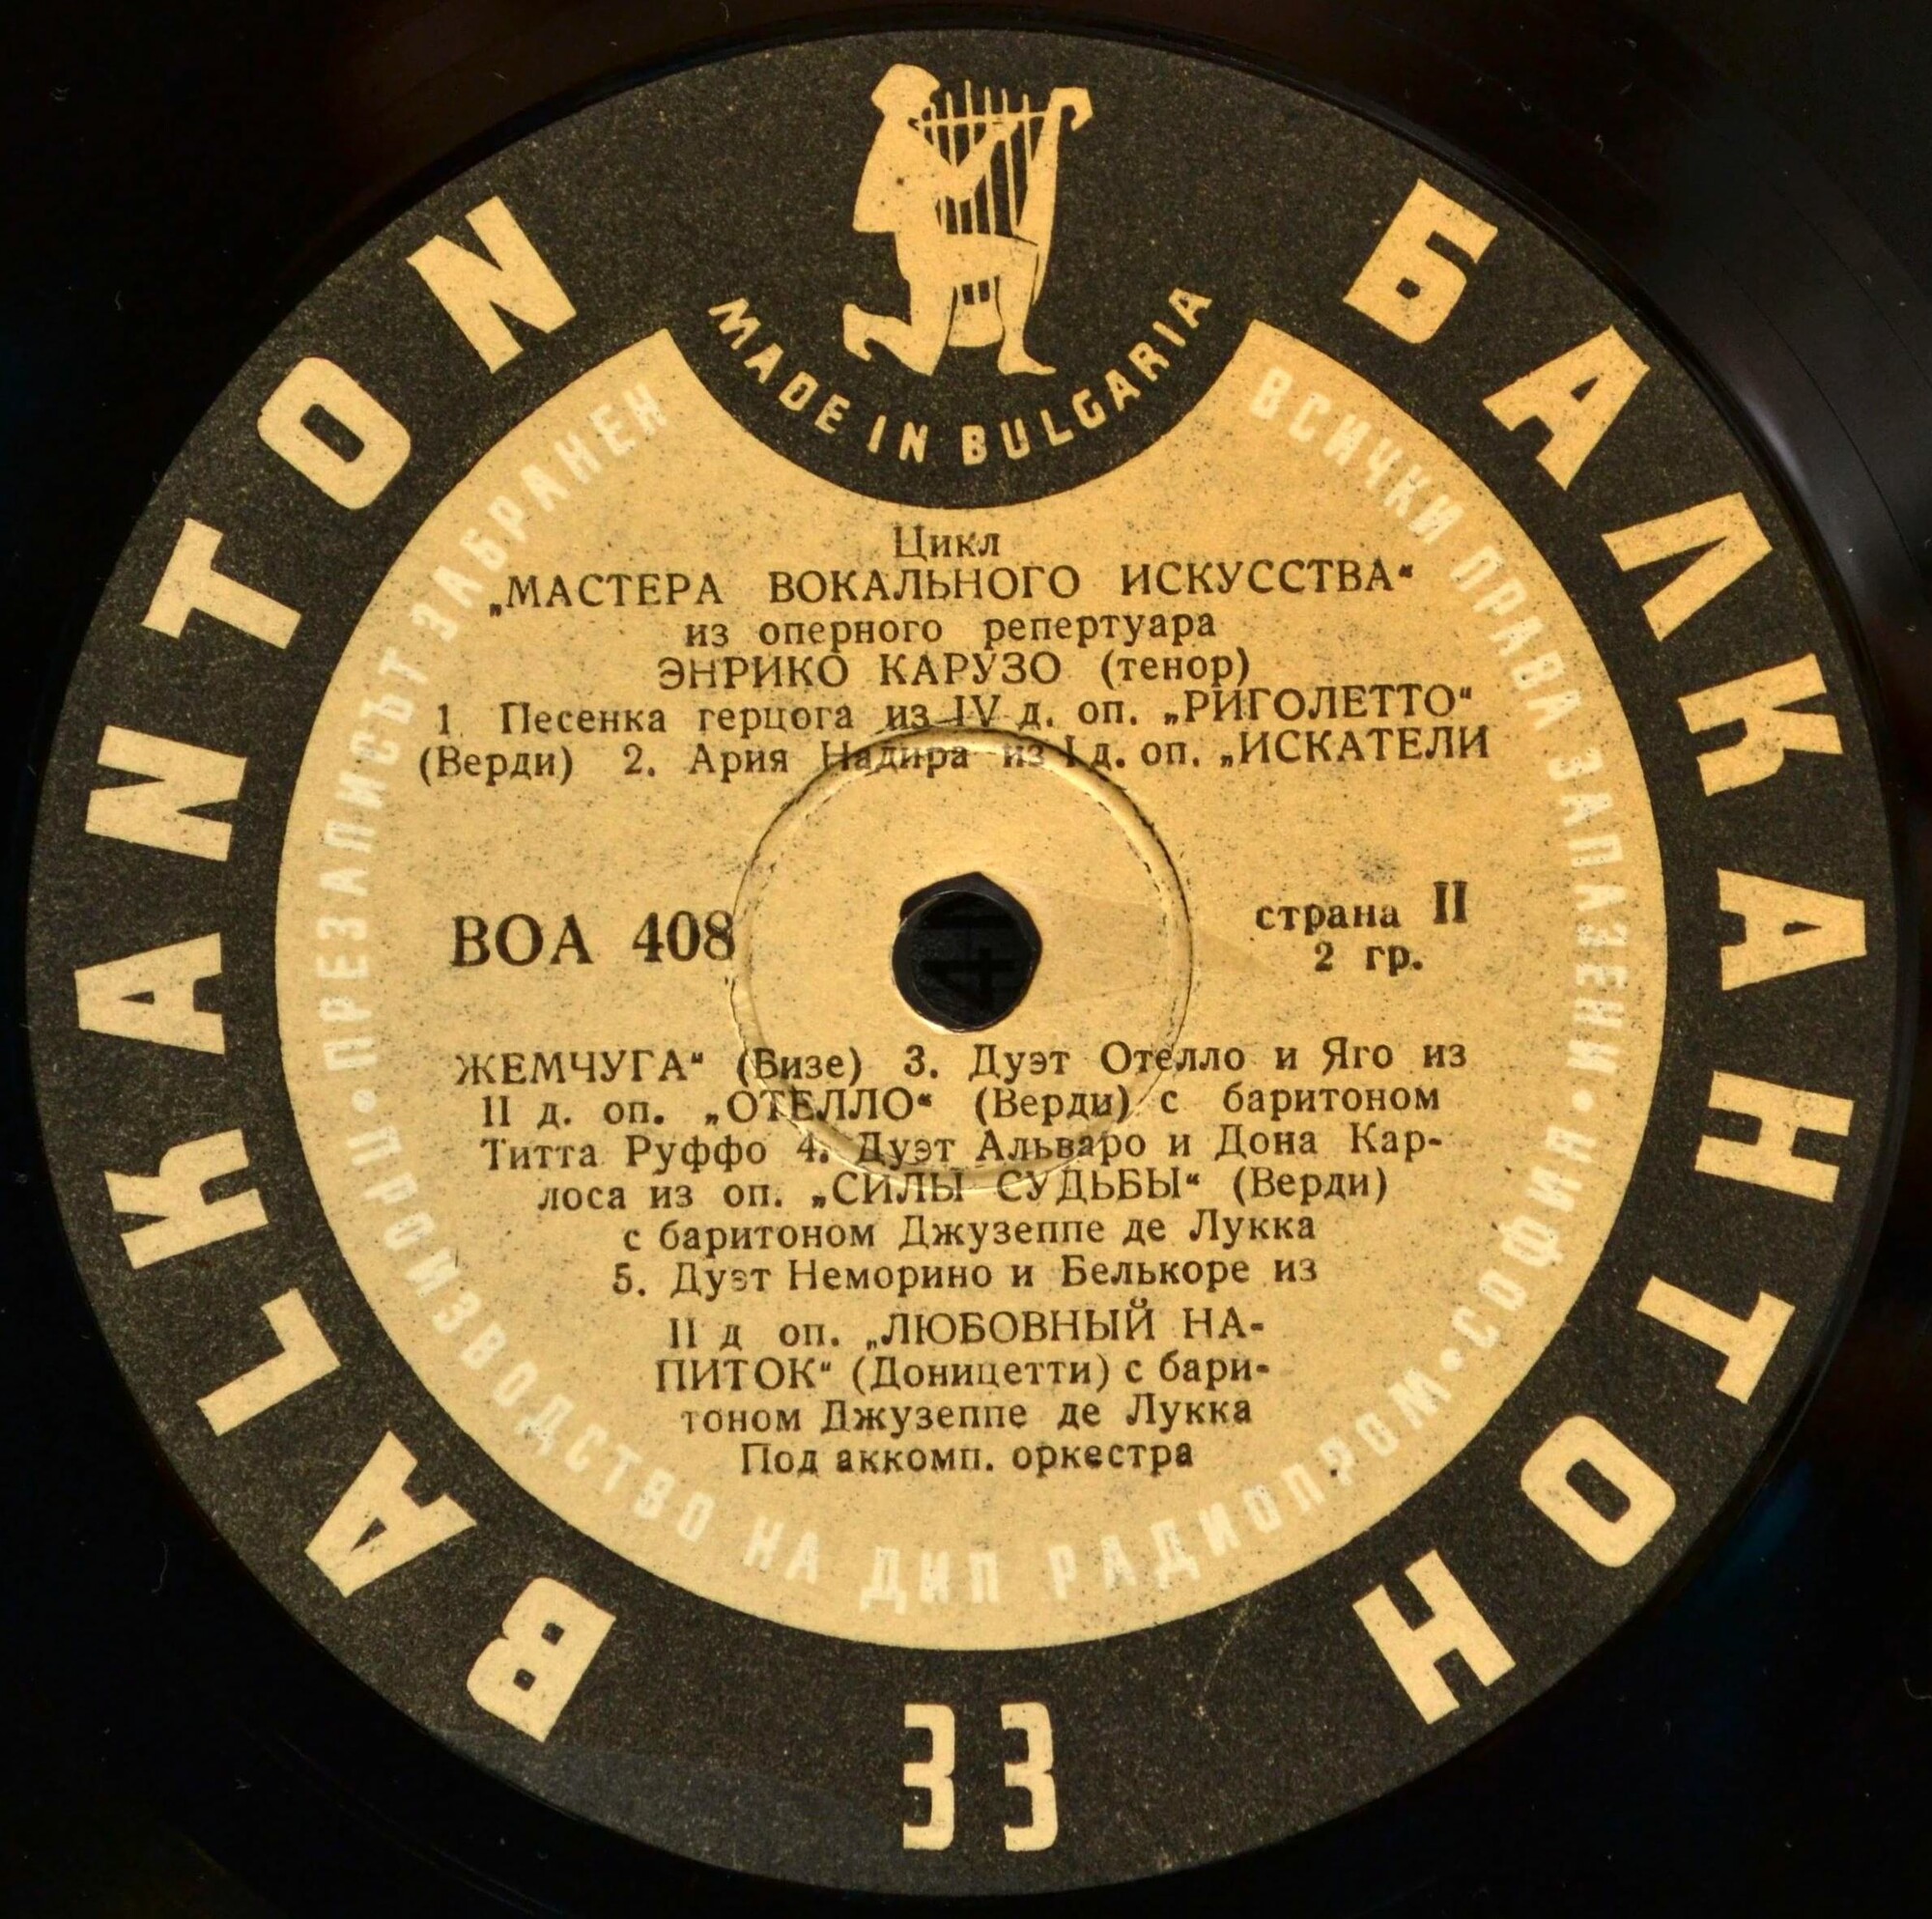 BALKANTON
БАЛКАНТОН
MADE IN BULGARIA
ВСИЧКИ ПРАВА ЗАПАЗЕНИ • ПРЕЗАПИСЪТ ЗАБРАНЕН
ПРОИЗВОДСТВО НА ДИП РАДИОПРОМ • СОФИЯ •
Цикл
„МАСТЕРА ВОКАЛЬНОГО ИСКУССТВА“
из оперного репертуара
ЭНРИКО КАРУЗО (тенор)
1 Песенка герцога из IV д. оп. „РИГОЛЕТТО“
(Верди) 2. Ария Надира из I д. оп. „ИСКАТЕЛИ
ВОА 408
страна II
2 гр.
ЖЕМЧУГА“ (Бизе) 3. Дуэт Отелло и Яго из
II д. оп. „ОТЕЛЛО“ (Верди) с баритоном
Титта Руффо 4. Дуэт Альваро и Дона Кар-
лоса из оп. „СИЛЫ СУДЬБЫ“ (Верди)
с баритоном Джузеппе де Лукка
5. Дуэт Неморино и Белькоре из
II д оп. „ЛЮБОВНЫЙ НА-
ПИТОК“ (Доницетти) с бари-
тоном Джузеппе де Лукка
Под аккомп. оркестра
33